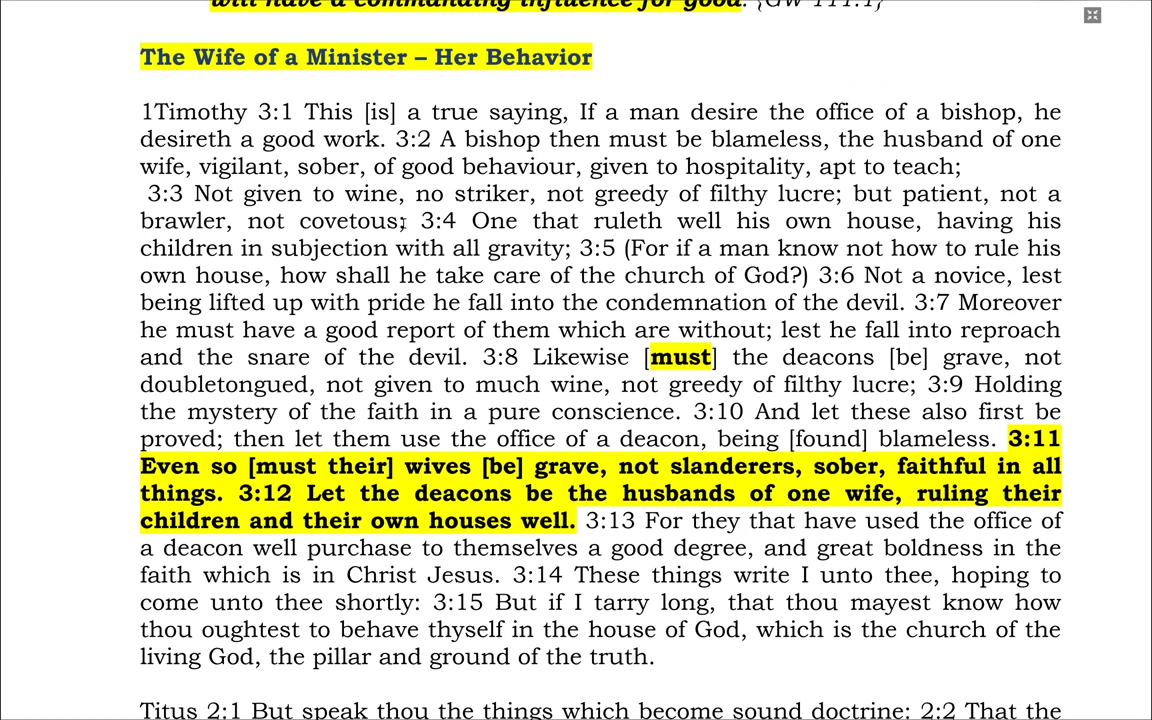 will have a commanding influence for good. {GW 111.1}
The Wife of a Minister – Her Behavior
1Timothy 3:1 This [is] a true saying, If a man desire the office of a bishop, he
desireth a good work. 3:2 A bishop then must be blameless, the husband of one
wife, vigilant, sober, of good behaviour, given to hospitality, apt to teach;
3:3 Not given to wine, no striker, not greedy of filthy lucre; but patient, not a
brawler, not covetous; 3:4 One that ruleth well his own house, having his
children in subjection with all gravity; 3:5 (For if a man know not how to rule his
own house, how shall he take care of the church of God?) 3:6 Not a novice, lest
being lifted up with pride he fall into the condemnation of the devil. 3:7 Moreover
he must have a good report of them which are without; lest he fall into reproach
and the snare of the devil. 3:8 Likewise [must] the deacons [be] grave, not
doubletongued, not given to much wine, not greedy of filthy lucre; 3:9 Holding
the mystery of the faith in a pure conscience. 3:10 And let these also first be
proved; then let them use the office of a deacon, being [found] blameless. 3:11
Even so [must their] wives [be] grave, not slanderers, sober, faithful in all
things. 3:12 Let the deacons be the husbands of one wife, ruling their
children and their own houses well. 3:13 For they that have used the office of
a deacon well purchase to themselves a good degree, and great boldness in the
faith which is in Christ Jesus. 3:14 These things write I unto thee, hoping to
come unto thee shortly: 3:15 But if I tarry long, that thou mayest know how
thou oughtest to behave thyself in the house of God, which is the church of the
living God, the pillar and ground of the truth.
Titus 2:1 But speak thou the things which become sound doctrine: 2:2 That the